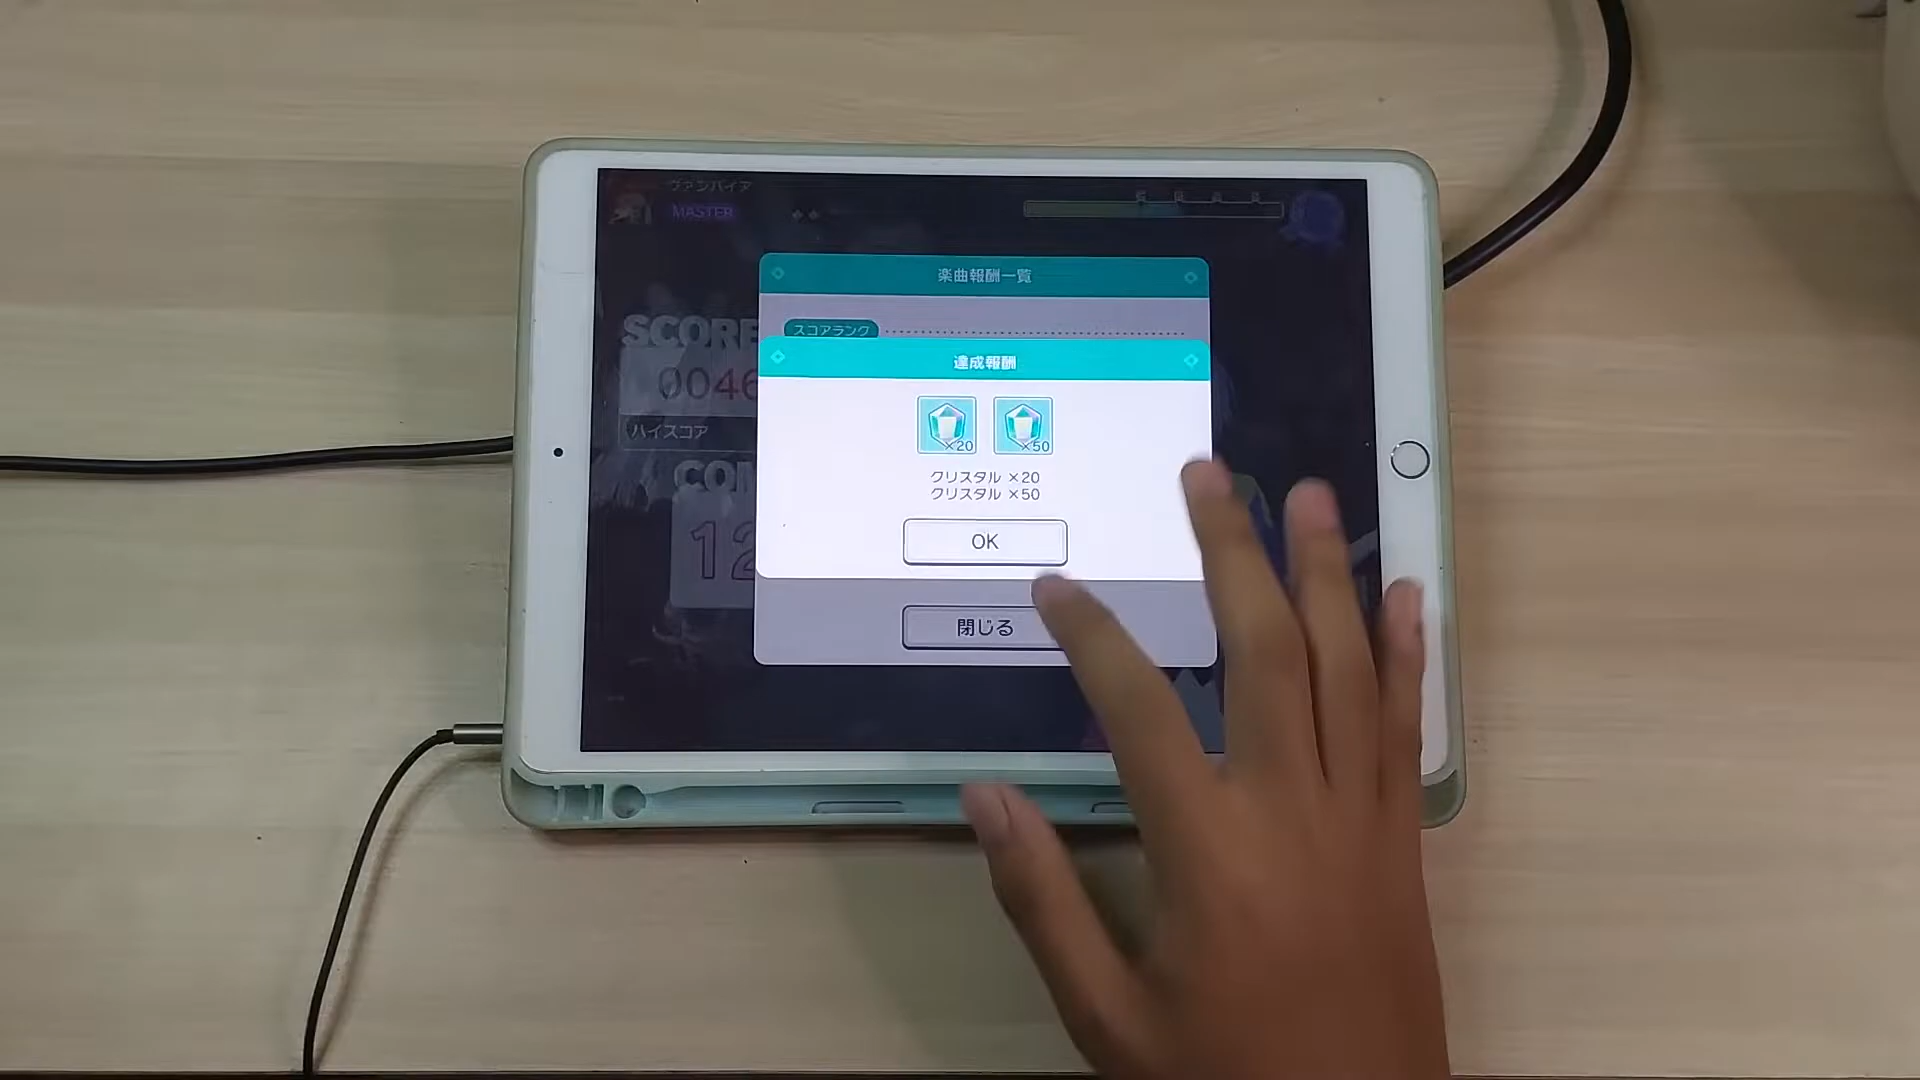 ヴァンパイア
MASTER
楽曲報酬一覧
スコアランク
SCORE
0046
達成報酬
×20
×50
ハイスコア
クリスタル ×20
クリスタル ×50
COM
12
OK
閉じる